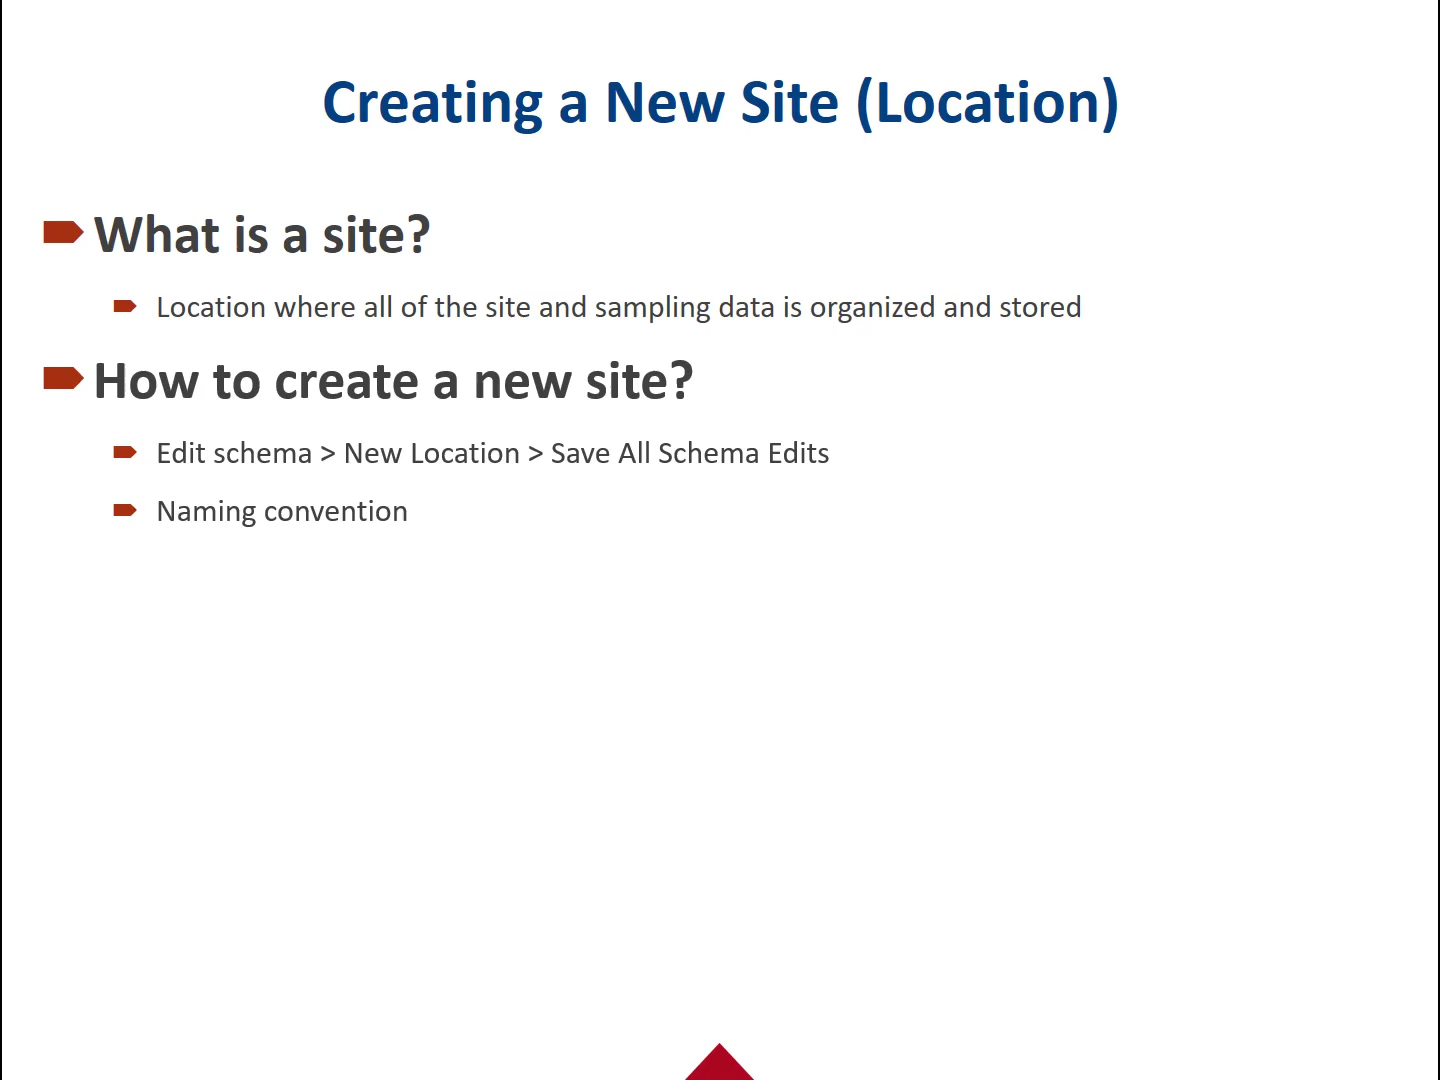 Creating a New Site (Location)
What is a site?
Location where all of the site and sampling data is organized and stored
How to create a new site?
Edit schema > New Location > Save All Schema Edits
Naming convention